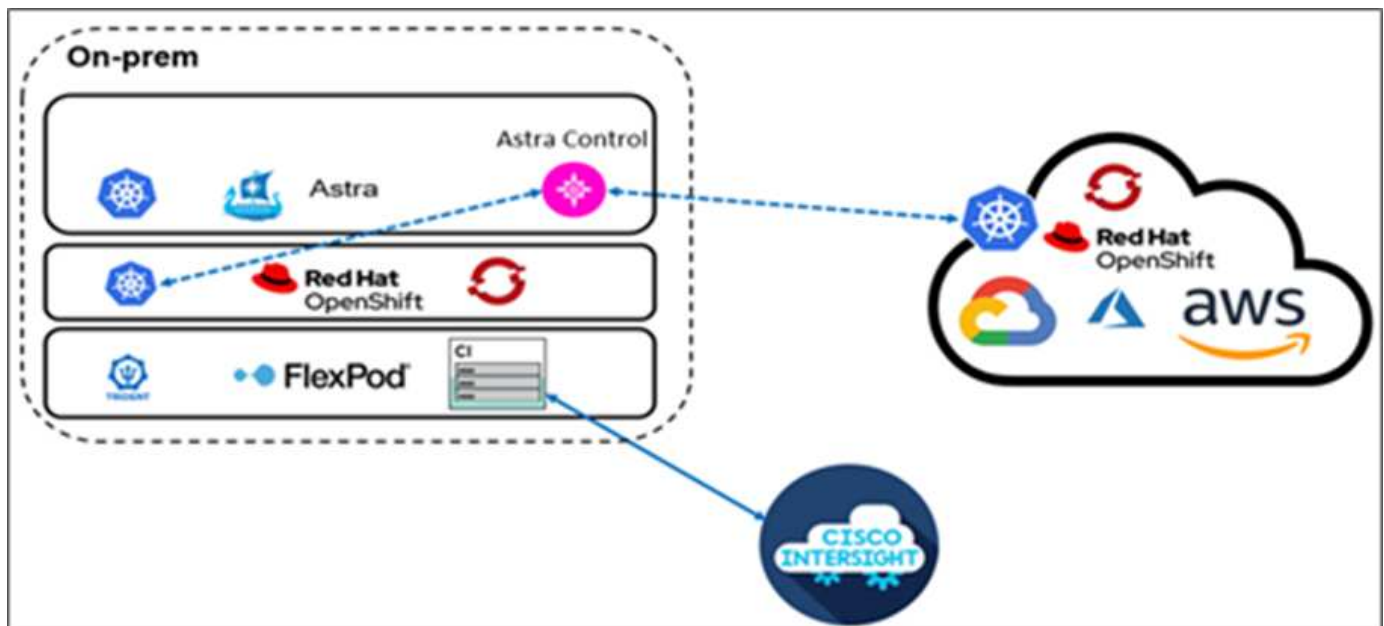 On-prem
Astra Control
Astra
Red Hat
OpenShift
TRIDENT
FlexPod
CI
Red Hat
OpenShift
aws
CISCO
INTERSIGHT